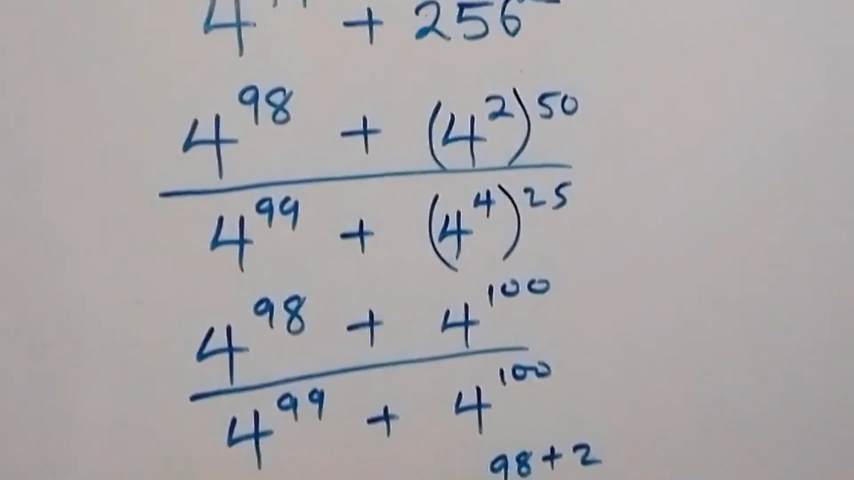 4 + 256
4^98 + (4^2)^50
4^99 + (4^4)^25
4^98 + 4^100
4^99 + 4^100
98+2